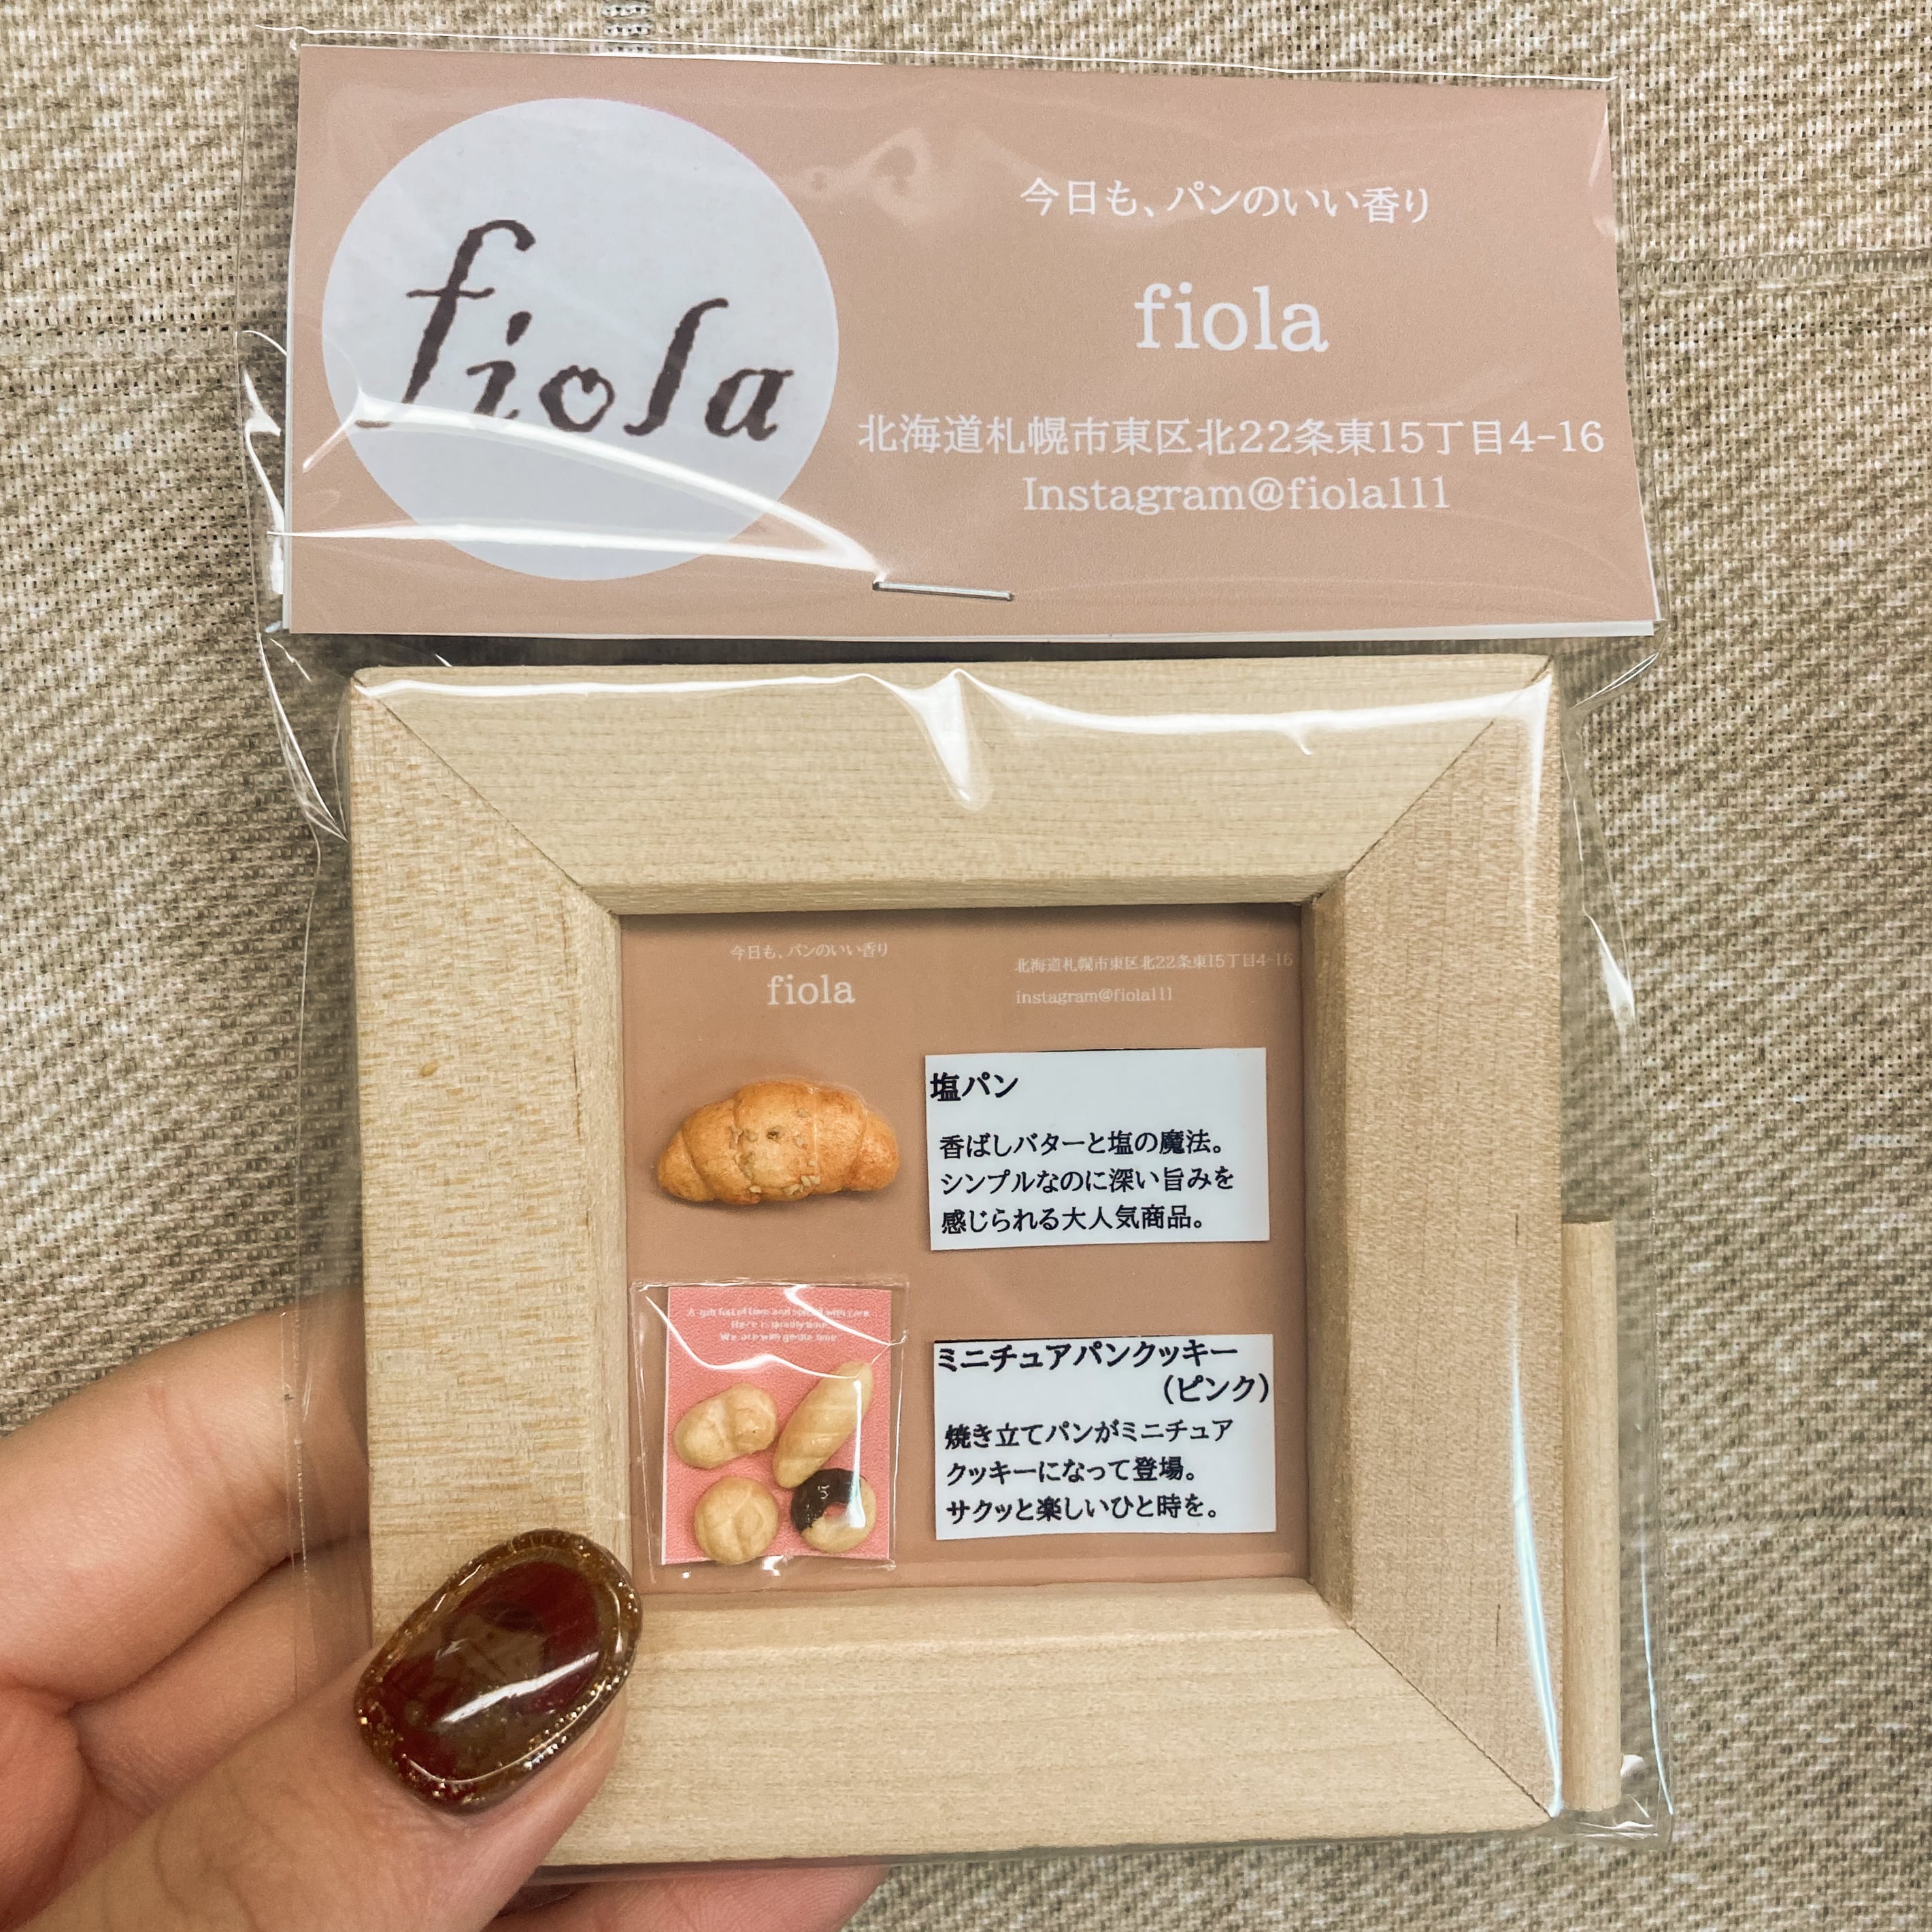 fiola
今日も、パンのいい香り
fiola
北海道札幌市東区北22条東15丁目4-16
Instagram@fiola111
今日も、パンのいい香り
fiola
北海道札幌市東区北22条東15丁目4-16
instagram@fiola111
塩パン
香ばしバターと塩の魔法。
シンプルなのに深い旨みを
感じられる大人気商品。
We are with gentle time
ミニチュアパンクッキー
(ピンク)
焼き立てパンがミニチュア
クッキーになって登場。
サクッと楽しいひと時を。